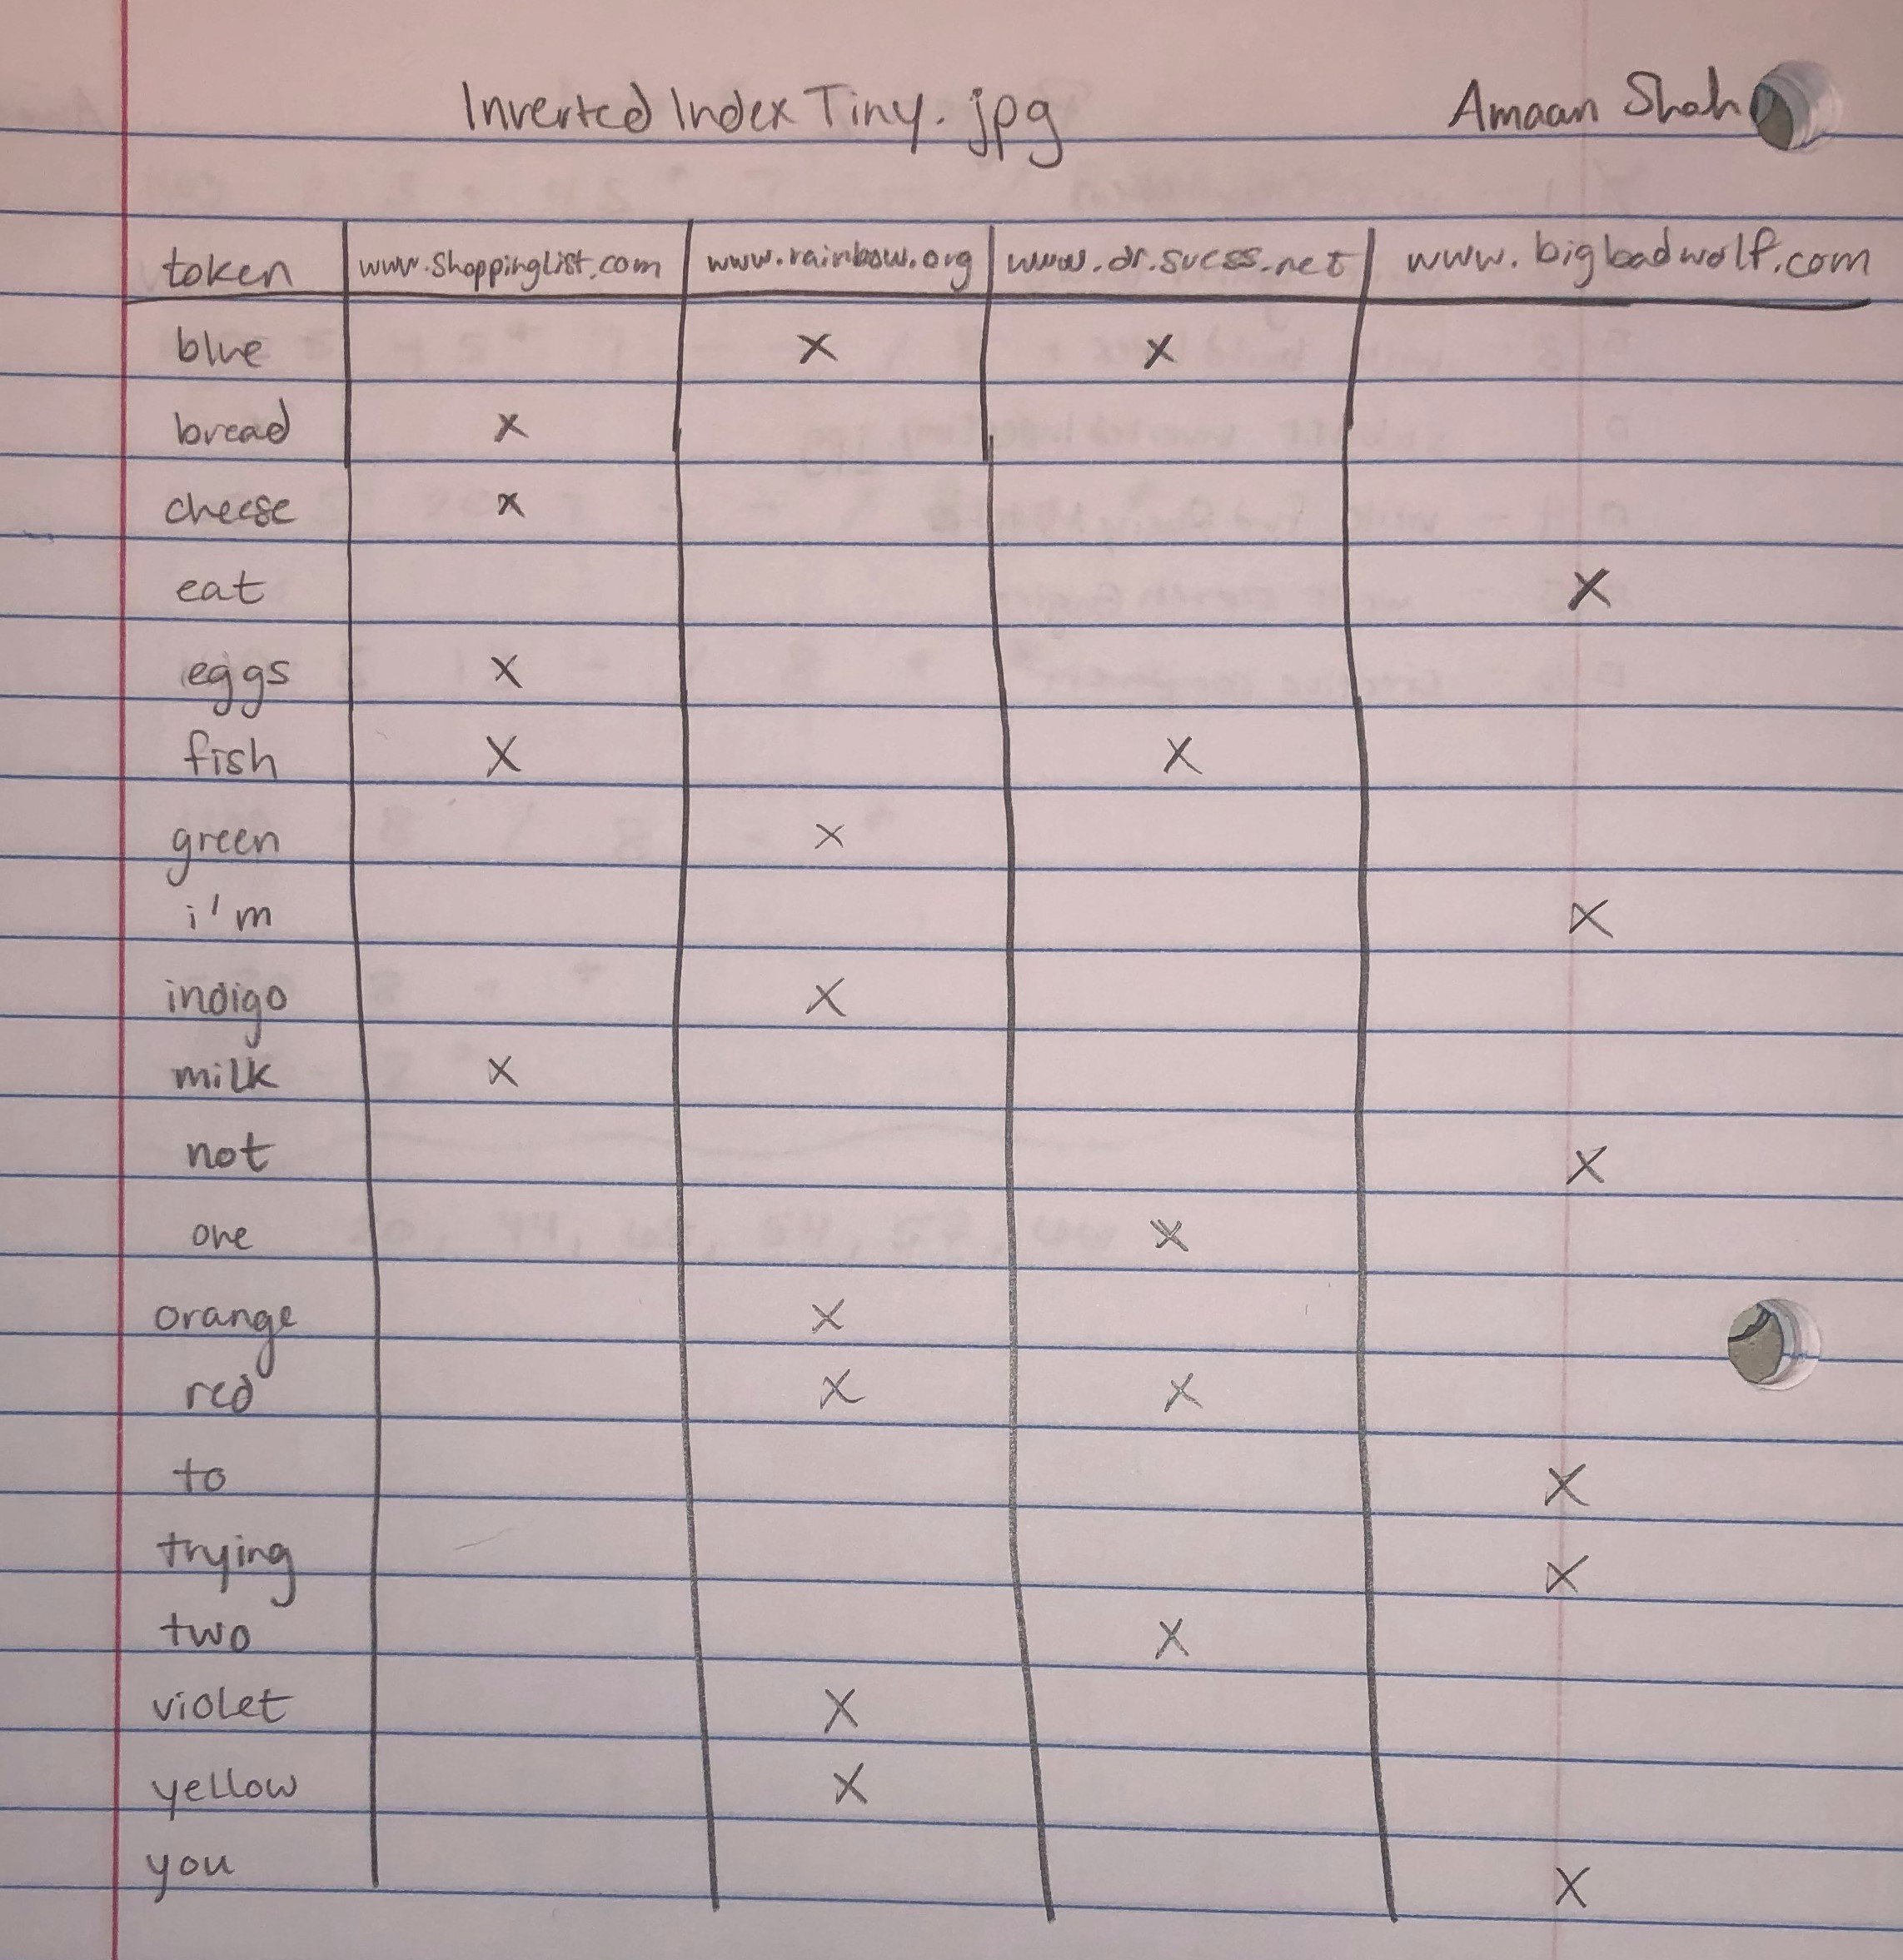 Inverted Index Tiny.jpg Amaan Shah
token www.shoppinglist.com www.rainbow.org www.dr.suess.net www.bigbadwolf.com
blue x x
bread x
cheese x
eat x
eggs x
fish x x
green x
i'm x
indigo x
milk x
not x
one x
orange x
red x x
to x
trying x
two x
violet x
yellow x
you x